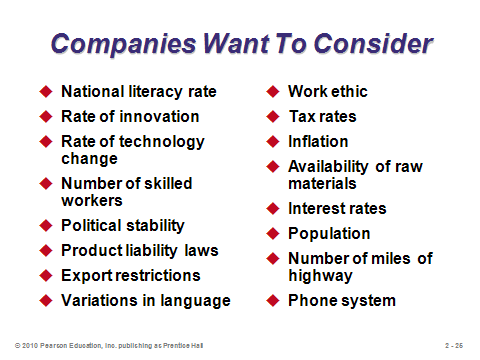 Companies Want To Consider
National literacy rate
Rate of innovation
Rate of technology
change
Number of skilled
workers
Political stability
Product liability laws
Export restrictions
Variations in language
Work ethic
Tax rates
Inflation
Availability of raw
materials
Interest rates
Population
Number of miles of
highway
Phone system
© 2010 Pearson Education, Inc. publishing as Prentice Hall
2 - 26